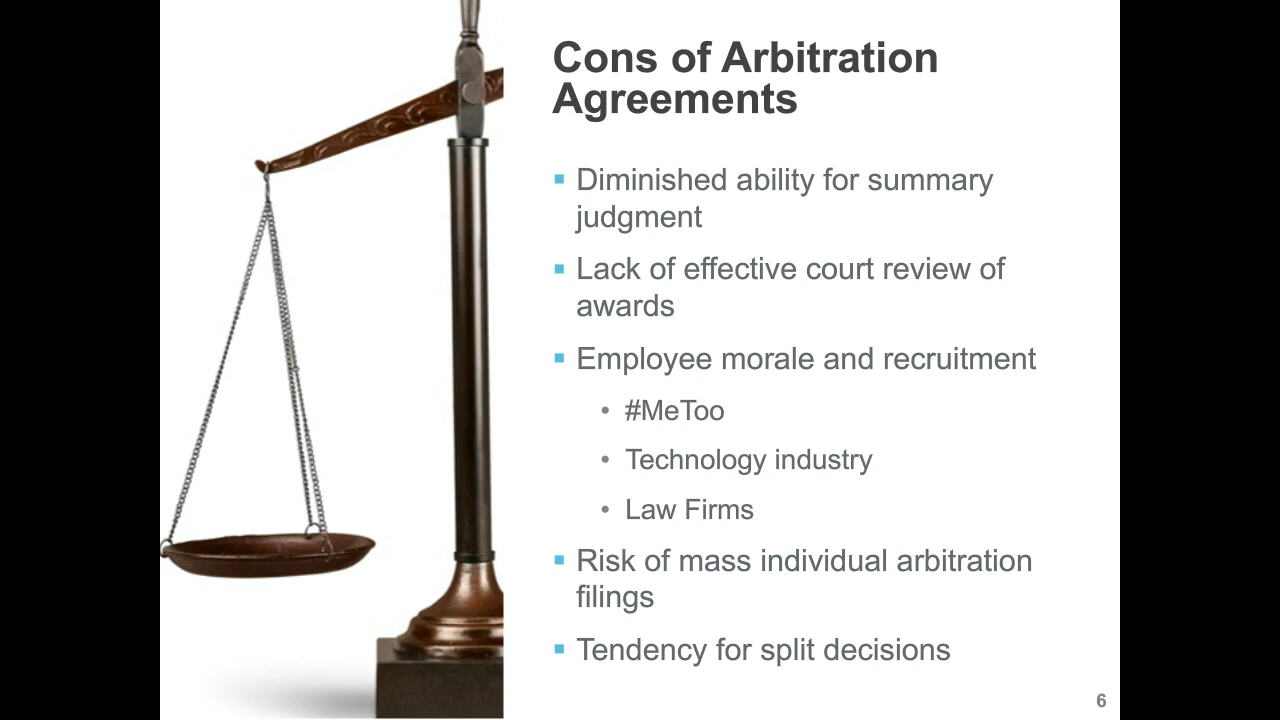 Cons of Arbitration
Agreements
▪ Diminished ability for summary
judgment
▪ Lack of effective court review of
awards
▪ Employee morale and recruitment
• #MeToo
• Technology industry
• Law Firms
▪ Risk of mass individual arbitration
filings
▪ Tendency for split decisions
6